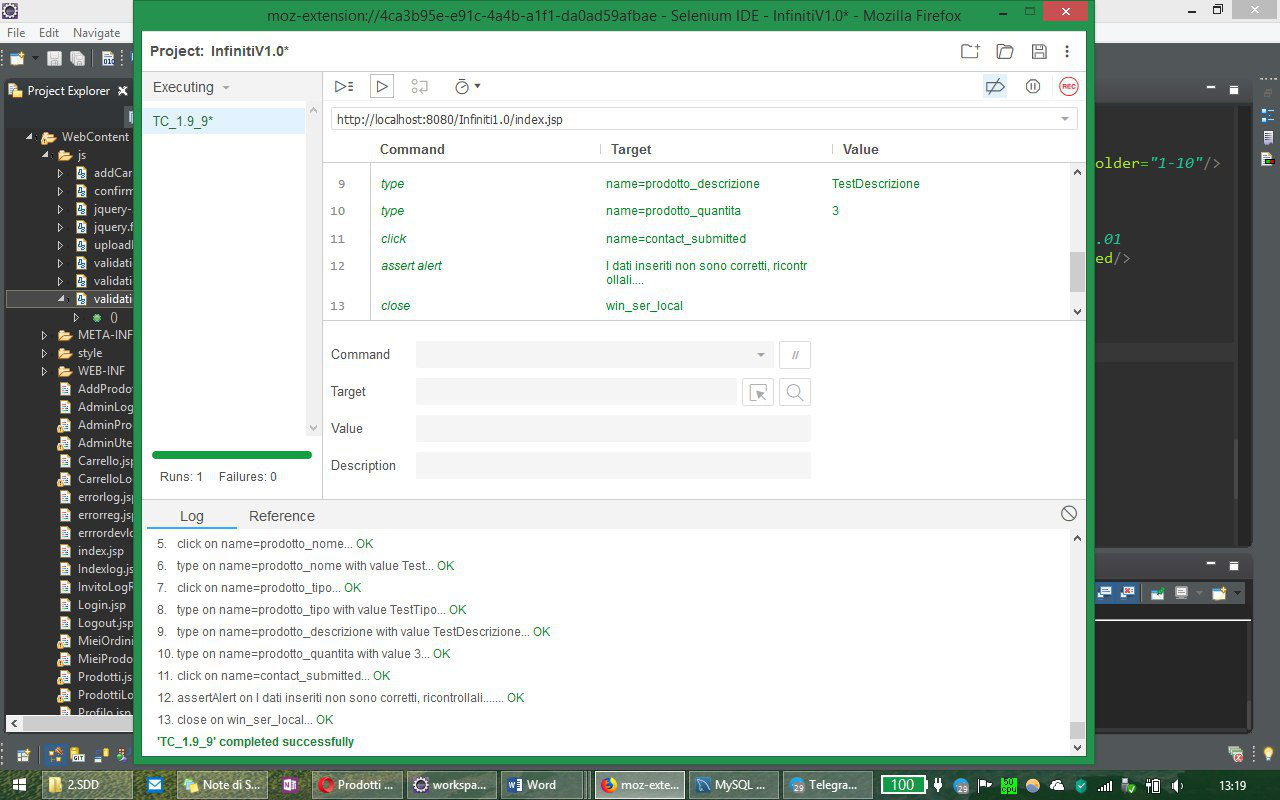 moz-extension://4ca3b95e-e91c-4a4b-a1f1-da0ad59afbae - Selenium IDE - InfinitiV1.0* - Mozilla Firefox
File Edit Navigate
Project: InfinitiV1.0*
Project Explorer
WebContent
js
addCar
confirm
jquery-
jquery.f
uploadI
validatio
validatio
validatio
()
META-INF
style
WEB-INF
AddProdot
AdminLog
AdminPro
AdminUte
Carrello.jsp
CarrelloLo
errorlog.jsp
errorreg.jsp
errrordevlo
index.jsp
Indexlog.js
InvitoLogR
Login.jsp
Logout.jsp
MieiOrdini
MieiProdo
Prodotti.js
ProdottiLo
Profilo.jsp
Executing
TC_1.9_9*
Runs: 1 Failures: 0
REC
http://localhost:8080/Infiniti1.0/index.jsp
Command Target Value
9 type name=prodotto_descrizione TestDescrizione
10 type name=prodotto_quantita 3
11 click name=contact_submitted
12 assert alert I dati inseriti non sono corretti, ricontr
ollali....
13 close win_ser_local
Command
//
Target
Value
Description
Log Reference
5. click on name=prodotto_nome... OK
6. type on name=prodotto_nome with value Test... OK
7. click on name=prodotto_tipo... OK
8. type on name=prodotto_tipo with value TestTipo... OK
9. type on name=prodotto_descrizione with value TestDescrizione... OK
10. type on name=prodotto_quantita with value 3... OK
11. click on name=contact_submitted... OK
12. assertAlert on I dati inseriti non sono corretti, ricontrollali....... OK
13. close on win_ser_local... OK
'TC_1.9_9' completed successfully
older="1-10"/>
.01
ed/>
2.SDD
Note di S...
Prodotti ...
workspa...
Word
moz-exte...
MySQL ...
Telegra...
100
13:19